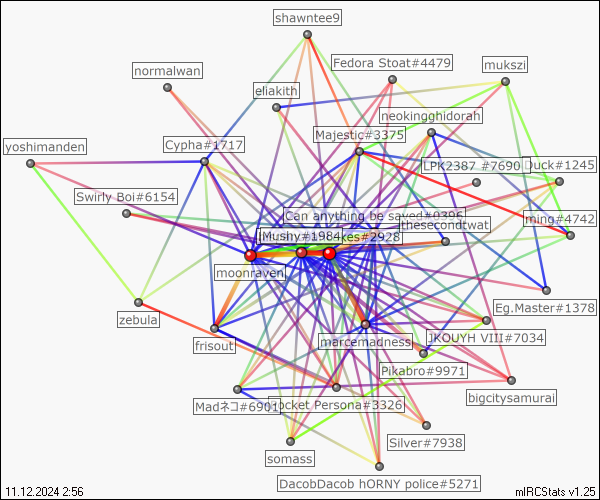 shawntee9
Fedora Stoat#4479
mukszi
normalwan
eliakith
neokingghidorah
Majestic#3375
yoshimanden
Cypha#1717
LPK2387 #7690
Duck#1245
Swirly Boi#6154
Can anything be saved#0396
ming#4742
thesecondtwat
Mushy#1984
kes#2928
moonraven
Eg.Master#1378
zebula
frisout
marcemadness
JKOUYH VIII#7034
Pikabro#9971
bigcitysamurai
Madネコ#6901
ocket Persona#3326
Silver#7938
somass
DacobDacob hORNY police#5271
11.12.2024 2:56
mIRCStats v1.25